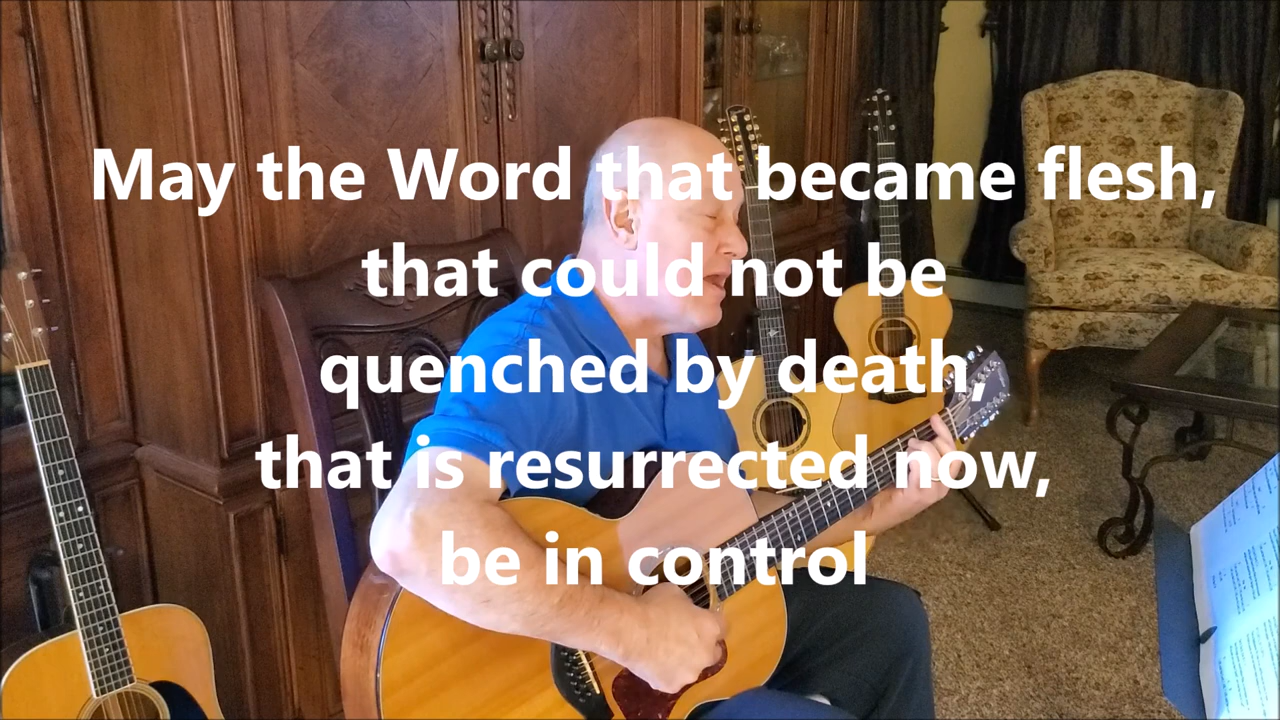 May the Word that became flesh,
that could not be
quenched by death,
that is resurrected now,
be in control